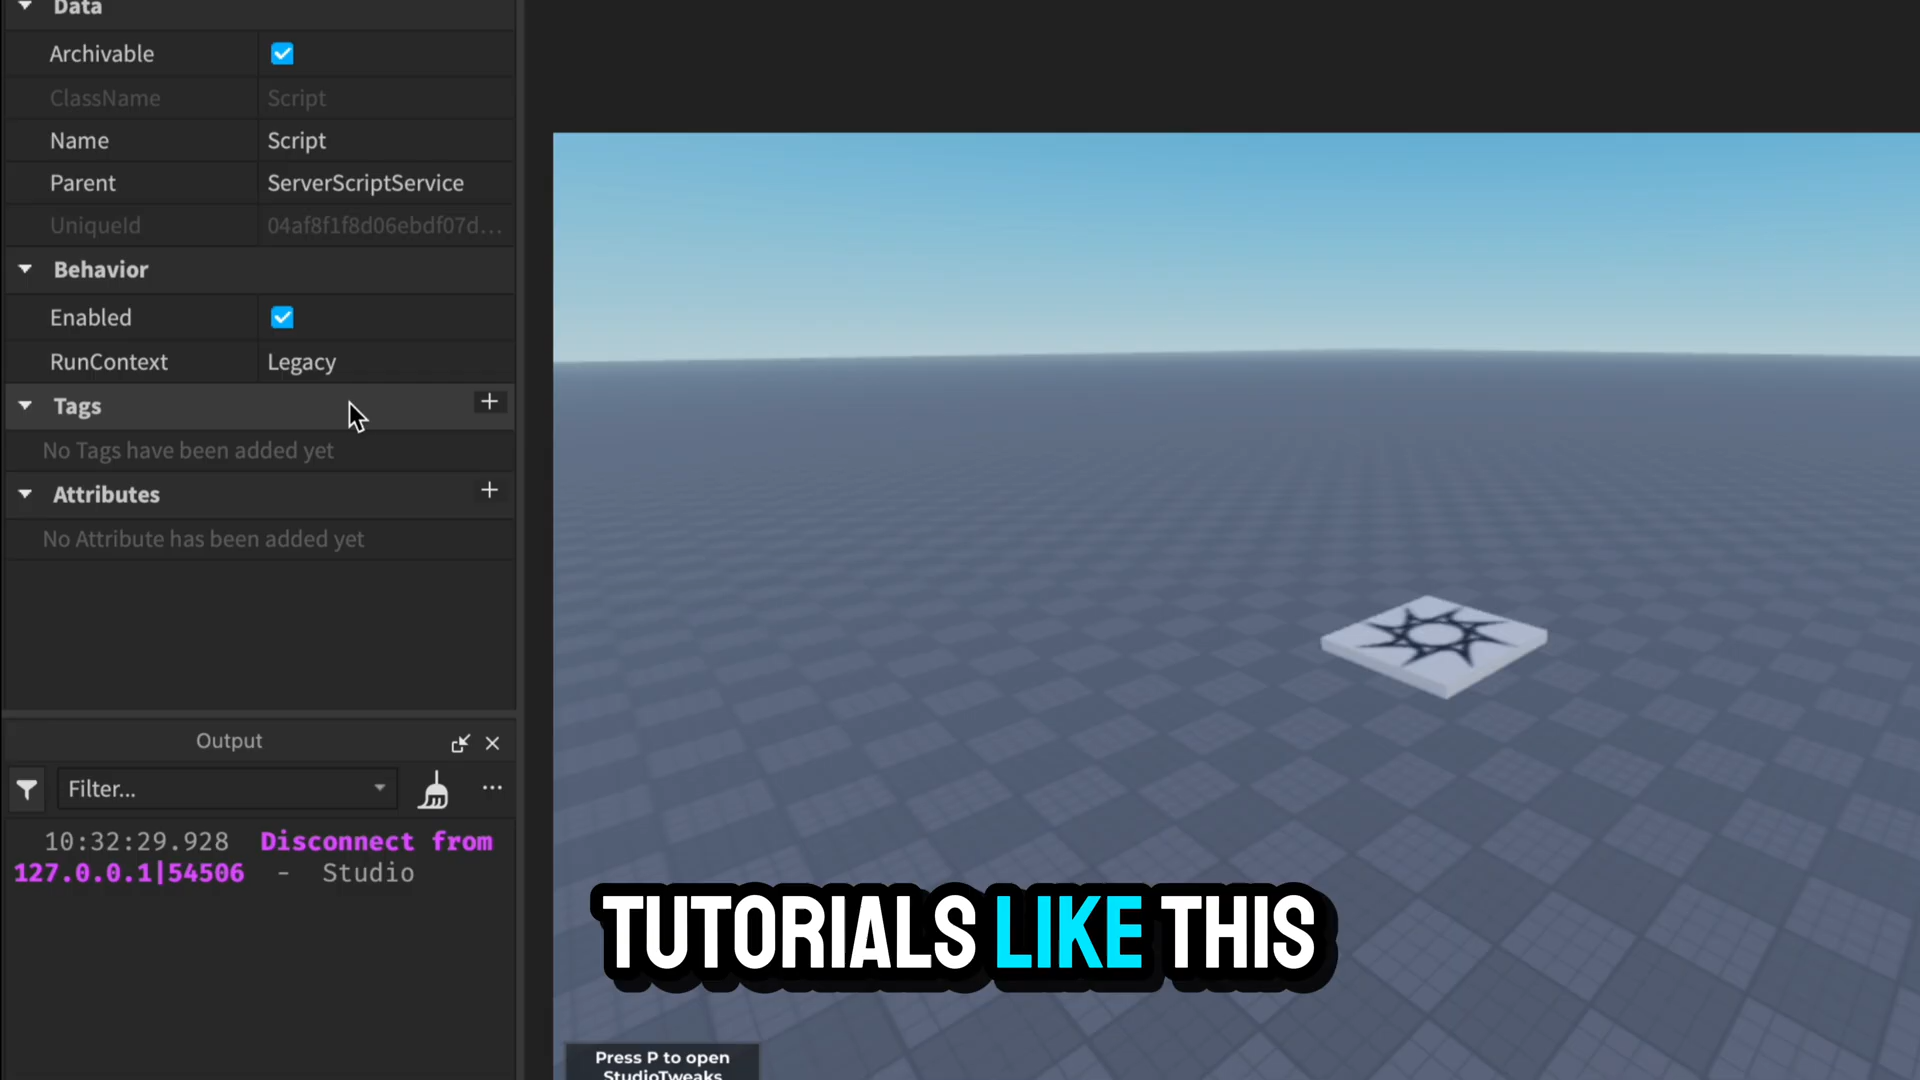 Data
Archivable
ClassName Script
Name Script
Parent ServerScriptService
UniqueId 04af8f1f8d06ebdf07d...
Behavior
Enabled
RunContext Legacy
Tags
No Tags have been added yet
Attributes
No Attribute has been added yet
Output
Filter...
10:32:29.928 Disconnect from
127.0.0.1|54506 - Studio
TUTORIALS LIKE THIS
Press P to open
StudioTweaks